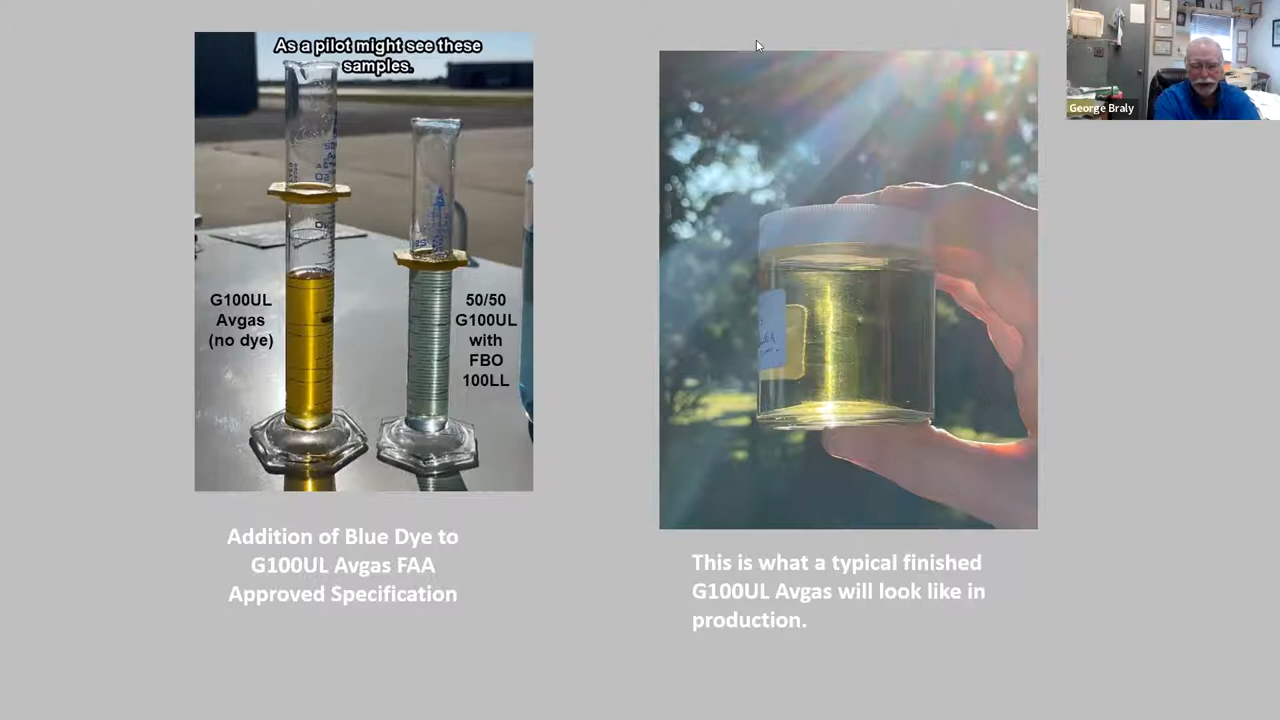 As a pilot might see these
samples.
G100UL
Avgas
(no dye)
50/50
G100UL
with
FBO
100LL
Addition of Blue Dye to
G100UL Avgas FAA
Approved Specification
This is what a typical finished
G100UL Avgas will look like in
production.
George Braly